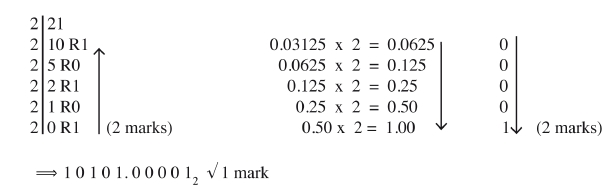 2 21
2 10 R1 0.03125 x 2 = 0.0625 0
2 5 R0 0.0625 x 2 = 0.125 0
2 2 R1 0.125 x 2 = 0.25 0
2 1 R0 0.25 x 2 = 0.50 0
2 0 R1 (2 marks) 0.50 x 2 = 1.00 1 (2 marks)
⟹ 1 0 1 0 1 . 0 0 0 0 1₂ √ 1 mark